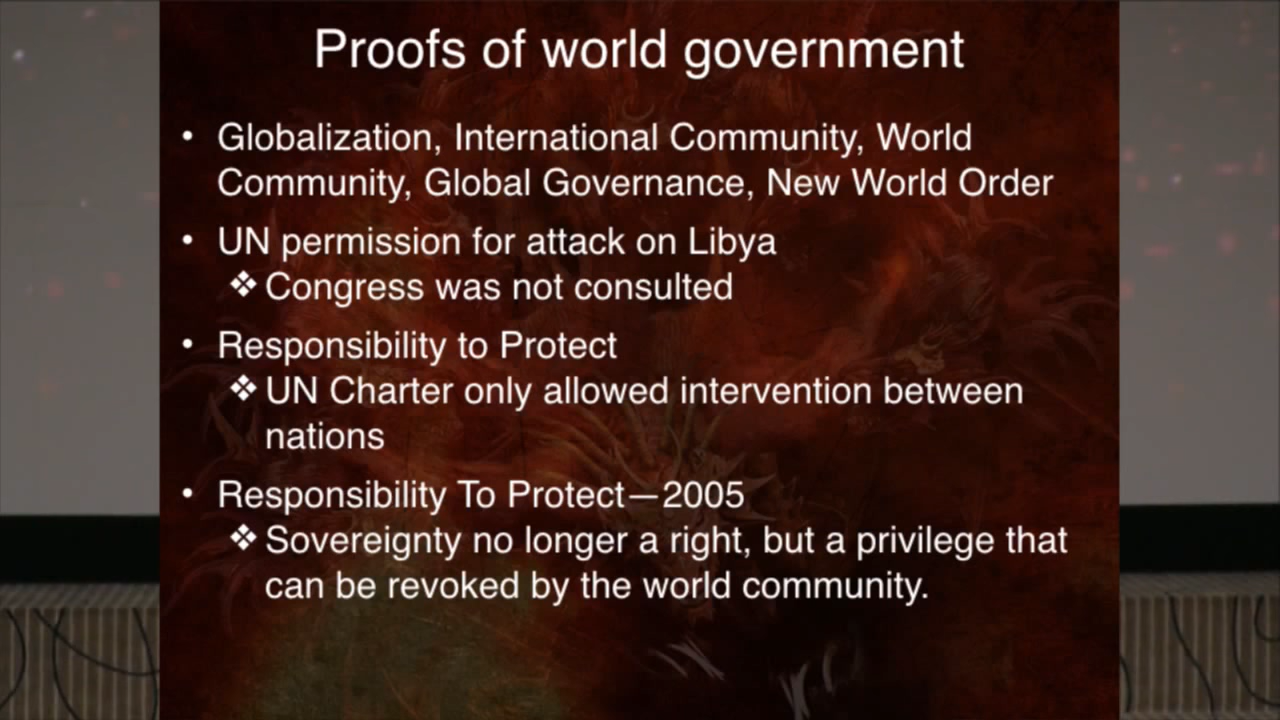 Proofs of world government
• Globalization, International Community, World
Community, Global Governance, New World Order
• UN permission for attack on Libya
❖ Congress was not consulted
• Responsibility to Protect
❖ UN Charter only allowed intervention between
nations
• Responsibility To Protect—2005
❖ Sovereignty no longer a right, but a privilege that
can be revoked by the world community.